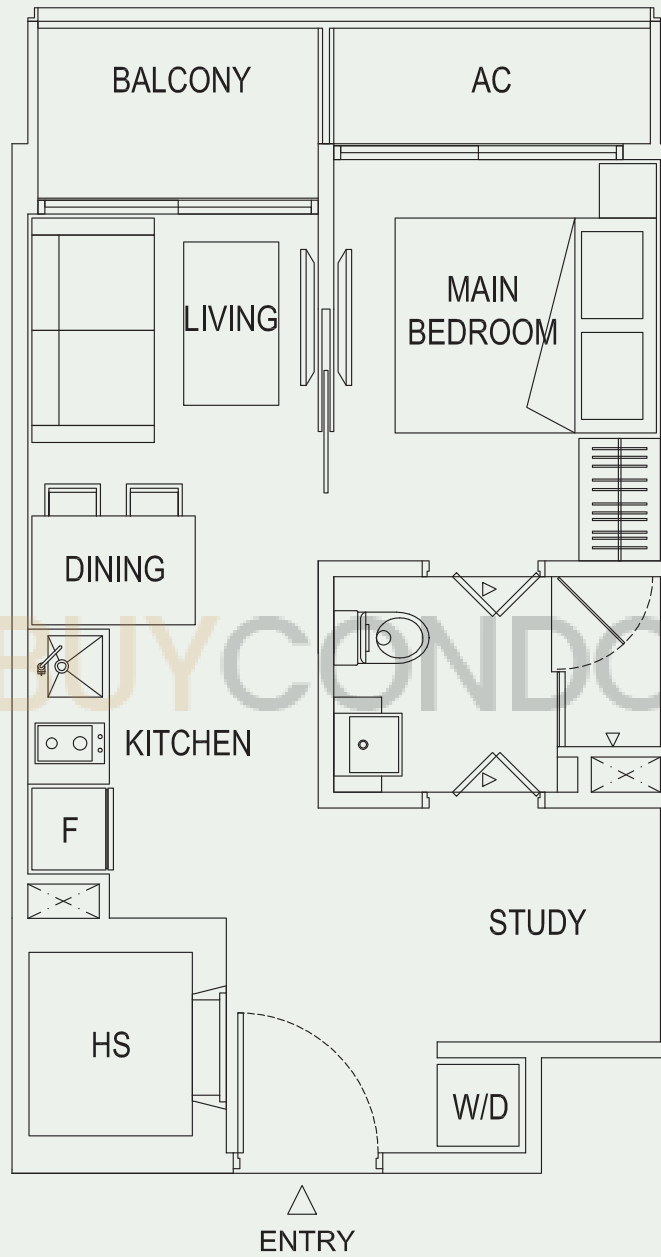 BALCONY
AC
LIVING
MAIN
BEDROOM
DINING
BUYCONDO
KITCHEN
F
STUDY
HS
W/D
ENTRY